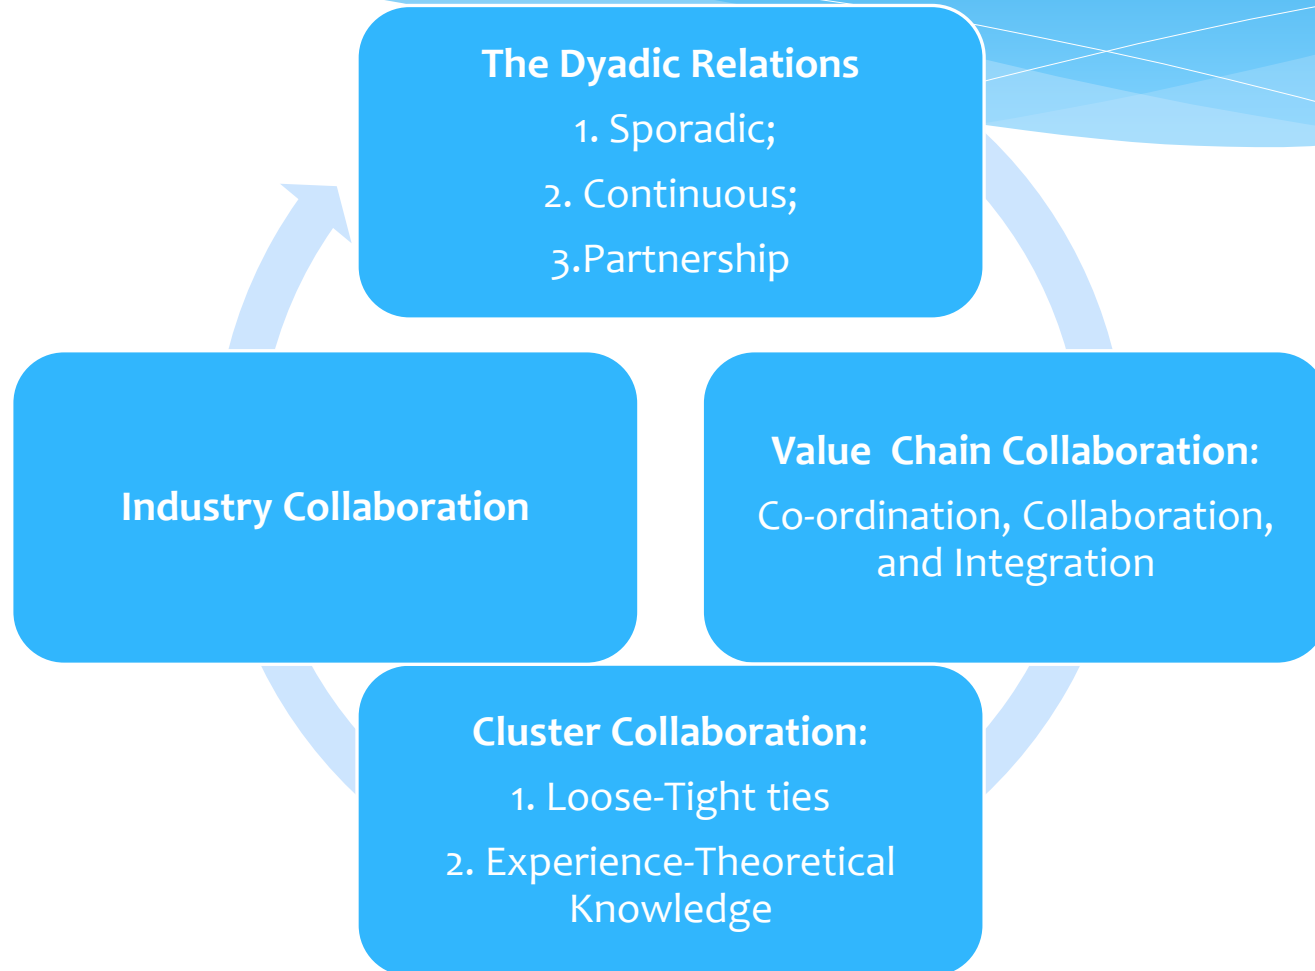 The Dyadic Relations
1. Sporadic;
2. Continuous;
3.Partnership
Industry Collaboration
Value  Chain Collaboration:
Co-ordination, Collaboration,
and Integration
Cluster Collaboration:
1. Loose-Tight ties
2. Experience-Theoretical
Knowledge